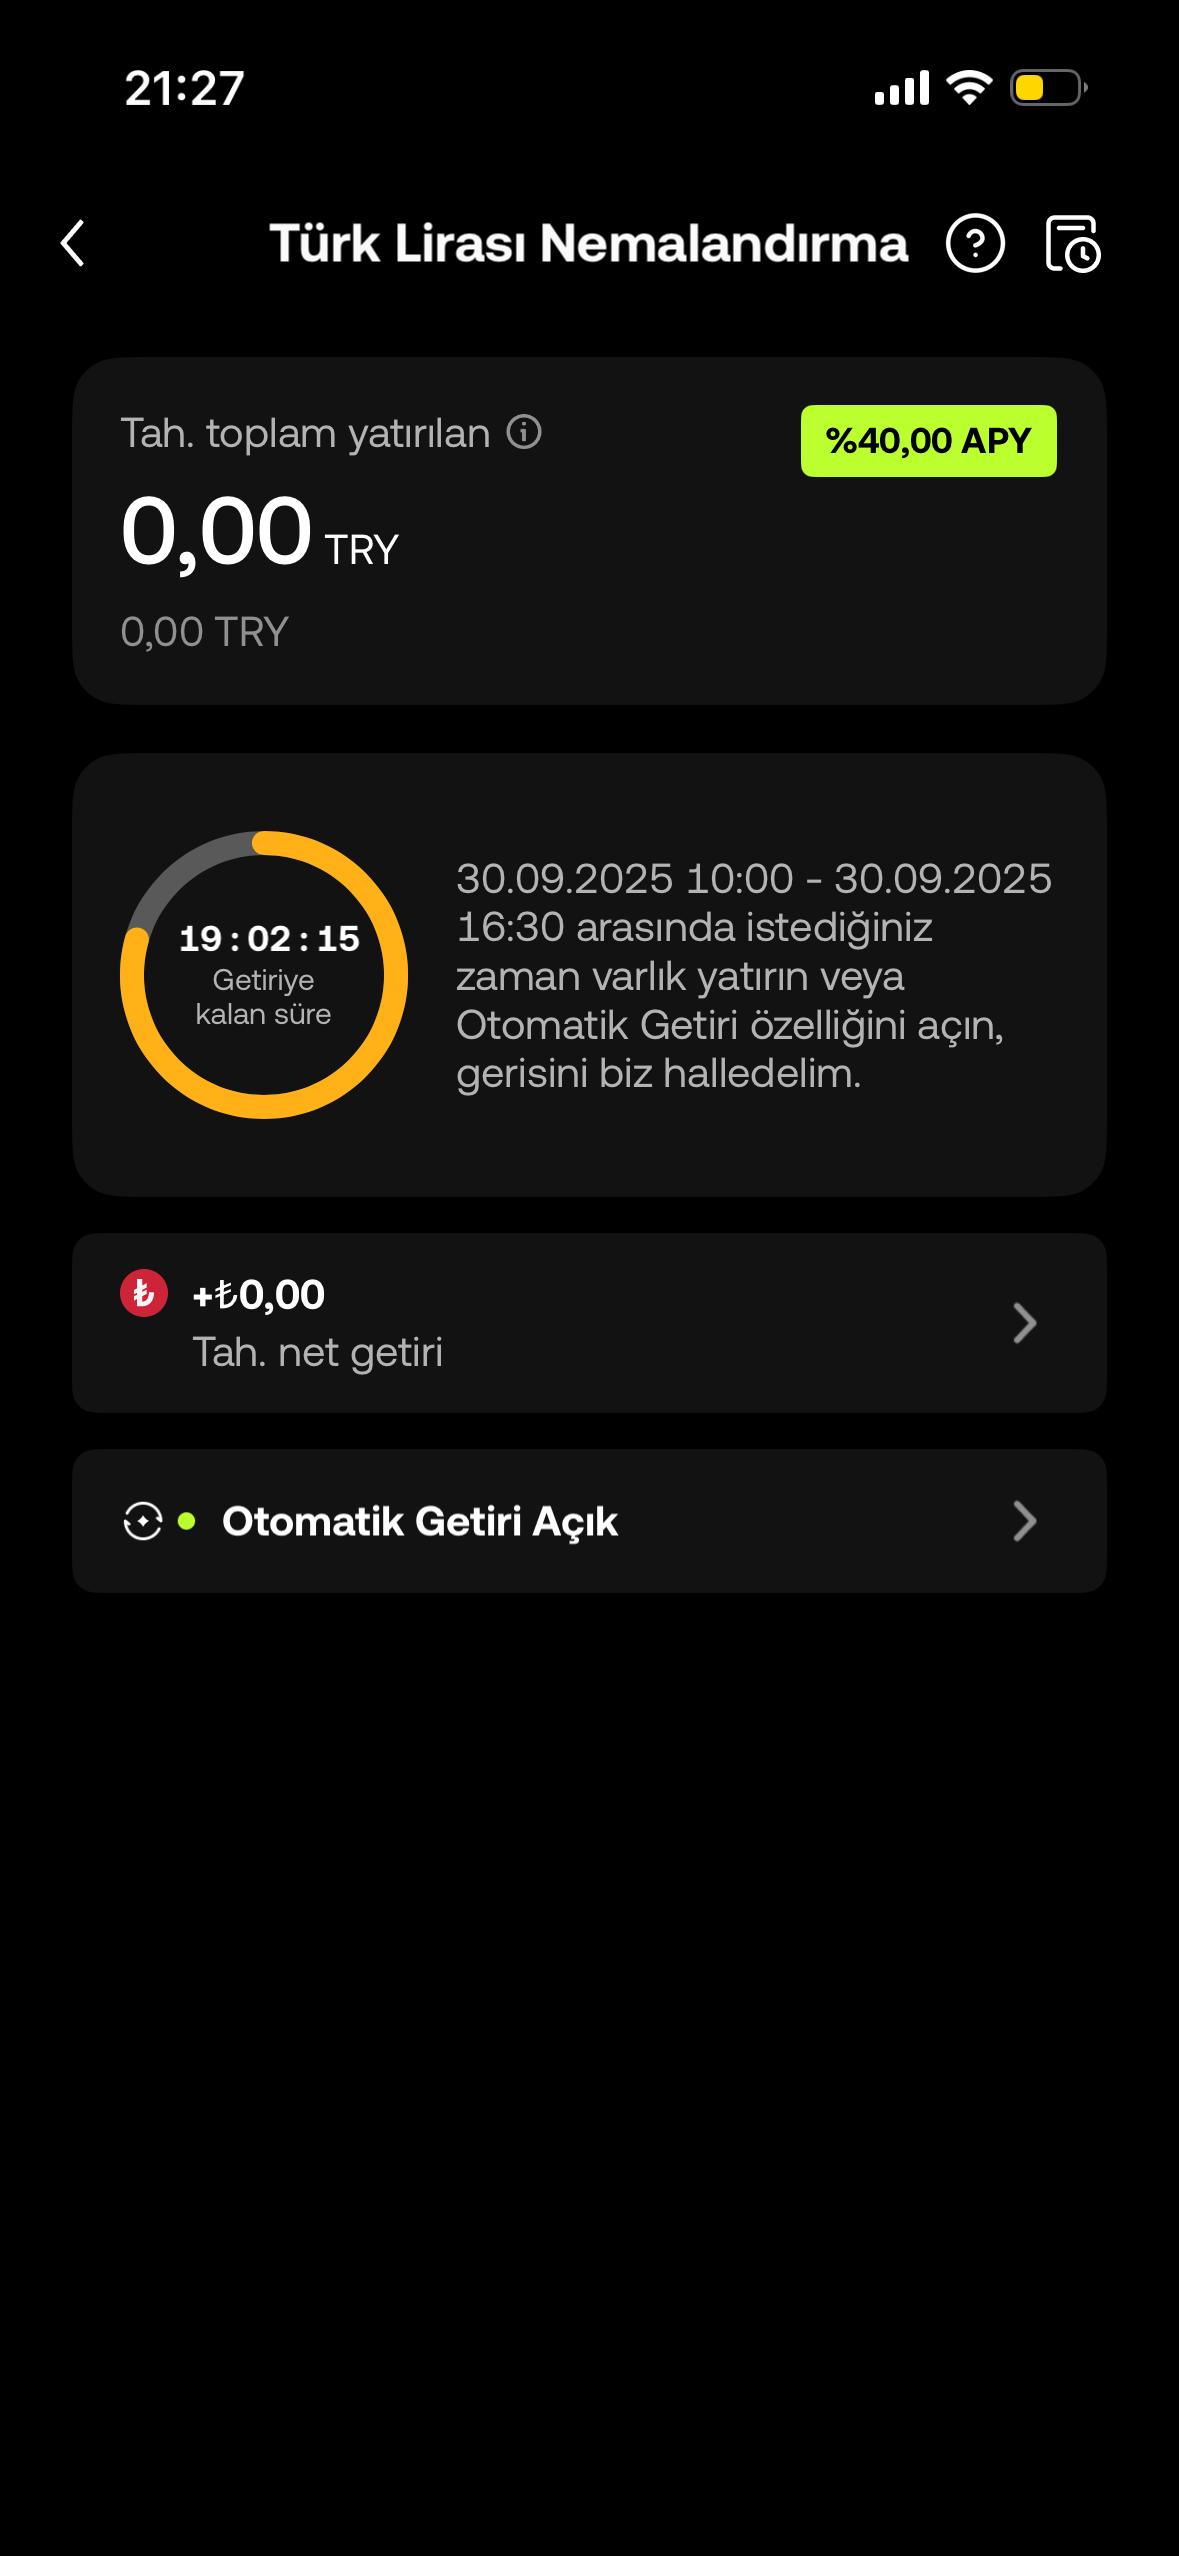 21:27
Türk Lirası Nemalandırma
Tah. toplam yatırılan
%40,00 APY
0,00 TRY
0,00 TRY
19:02:15
Getiriye
kalan süre
30.09.2025 10:00 - 30.09.2025
16:30 arasında istediğiniz
zaman varlık yatırın veya
Otomatik Getiri özelliğini açın,
gerisini biz halledelim.
₺
+₺0,00
Tah. net getiri
Otomatik Getiri Açık